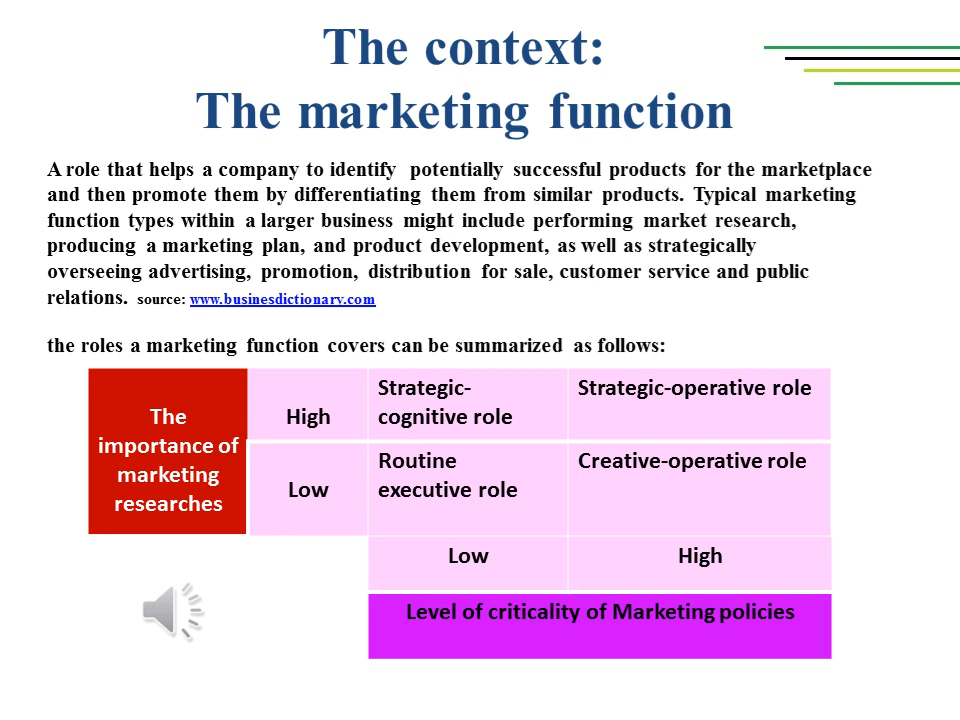 The context:
The marketing function
A role that helps a company to identify potentially successful products for the marketplace
and then promote them by differentiating them from similar products. Typical marketing
function types within a larger business might include performing market research,
producing a marketing plan, and product development, as well as strategically
overseeing advertising, promotion, distribution for sale, customer service and public
relations. source: www.businesdictionary.com
the roles a marketing function covers can be summarized as follows:
The
importance of
marketing
researches
High
Strategic-
cognitive role
Strategic-operative role
Low
Routine
executive role
Creative-operative role
Low
High
Level of criticality of Marketing policies